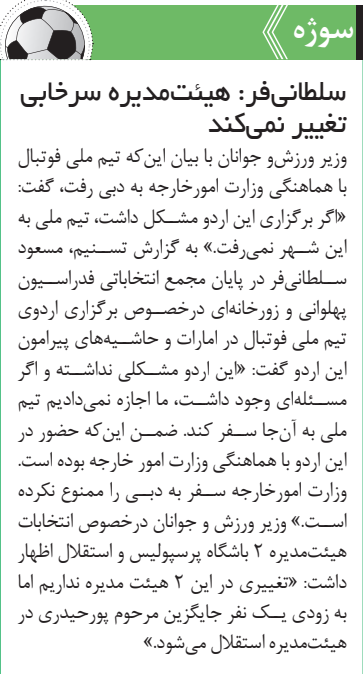 سوژه
سلطانی‌فر: هیئت‌مدیره سرخابی
تغییر نمی‌کند
وزیر ورزش‌و جوانان با بیان این‌که تیم ملی فوتبال
با هماهنگی وزارت امورخارجه به دبی رفت، گفت:
«اگر برگزاری این اردو مشکل داشت، تیم ملی به
این شهر نمی‌رفت.» به گزارش تسنیم، مسعود
سلطانی‌فر در پایان مجمع انتخاباتی فدراسیون
پهلوانی و زورخانه‌ای درخصوص برگزاری اردوی
تیم ملی فوتبال در امارات و حاشیه‌های پیرامون
این اردو گفت: «این اردو مشکلی نداشته و اگر
مسئله‌ای وجود داشت، ما اجازه نمی‌دادیم تیم
ملی به آن‌جا سفر کند. ضمن این‌که حضور در
این اردو با هماهنگی وزارت امور خارجه بوده است.
وزارت امورخارجه سفر به دبی را ممنوع نکرده
است.» وزیر ورزش و جوانان درخصوص انتخابات
هیئت‌مدیره ۲ باشگاه پرسپولیس و استقلال اظهار
داشت: «تغییری در این ۲ هیئت مدیره نداریم اما
به زودی یک نفر جایگزین مرحوم پورحیدری در
هیئت‌مدیره استقلال می‌شود.»